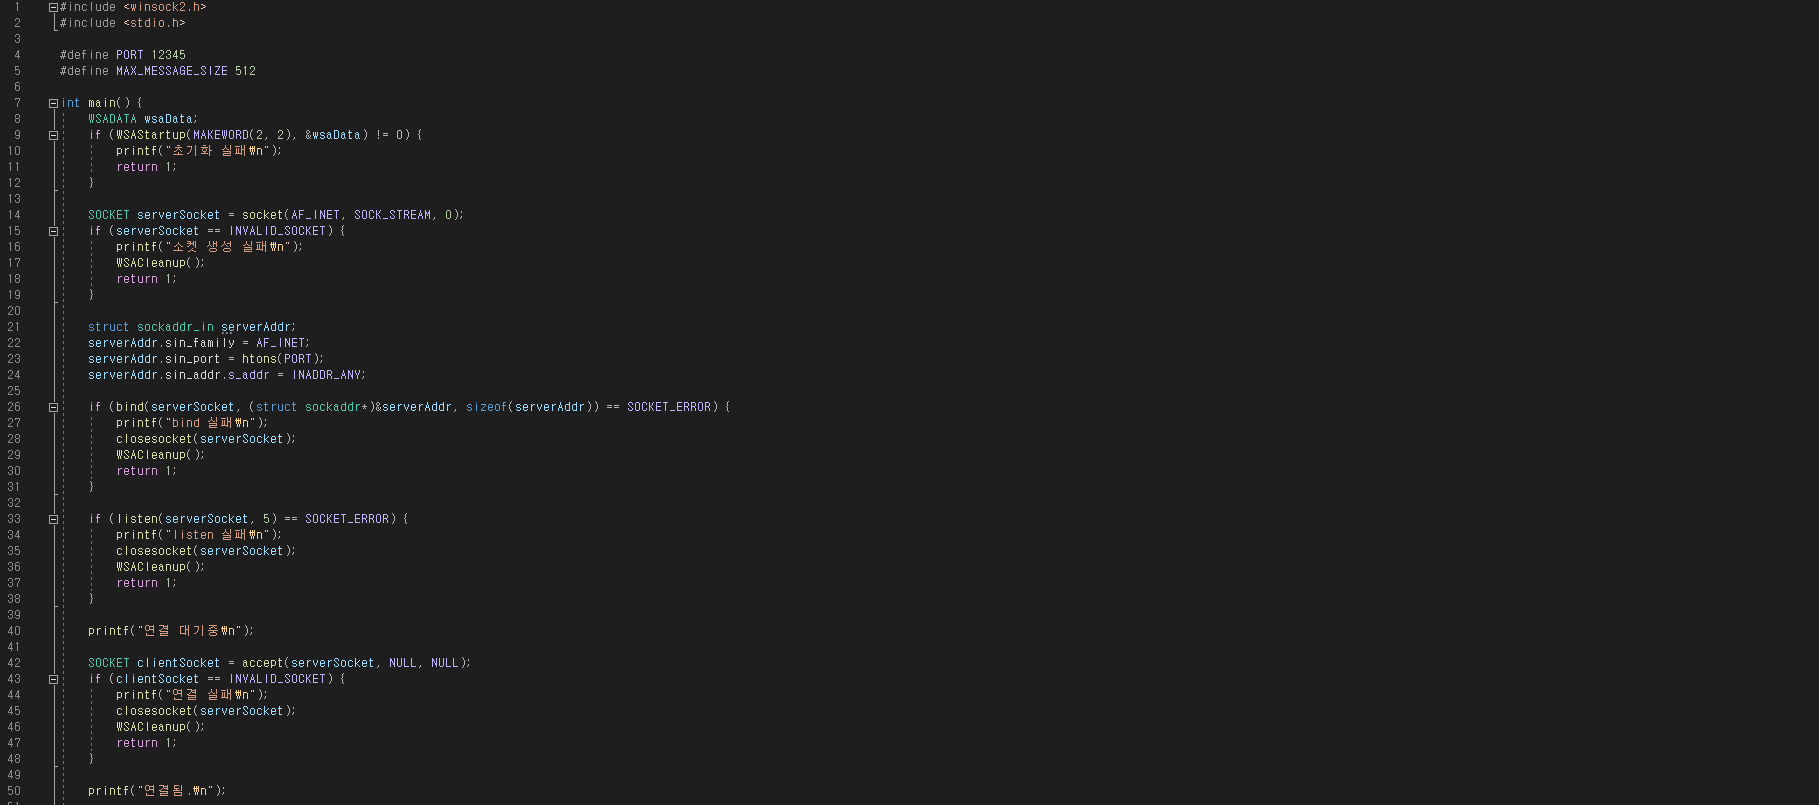 1 #include <winsock2.h>
2 #include <stdio.h>
3
4 #define PORT 12345
5 #define MAX_MESSAGE_SIZE 512
6
7 int main() {
8 WSADATA wsaData;
9 if (WSAStartup(MAKEWORD(2, 2), &wsaData) != 0) {
10 printf("초기화 실패₩n");
11 return 1;
12 }
13
14 SOCKET serverSocket = socket(AF_INET, SOCK_STREAM, 0);
15 if (serverSocket == INVALID_SOCKET) {
16 printf("소켓 생성 실패₩n");
17 WSACleanup();
18 return 1;
19 }
20
21 struct sockaddr_in serverAddr;
22 serverAddr.sin_family = AF_INET;
23 serverAddr.sin_port = htons(PORT);
24 serverAddr.sin_addr.s_addr = INADDR_ANY;
25
26 if (bind(serverSocket, (struct sockaddr*)&serverAddr, sizeof(serverAddr)) == SOCKET_ERROR) {
27 printf("bind 실패₩n");
28 closesocket(serverSocket);
29 WSACleanup();
30 return 1;
31 }
32
33 if (listen(serverSocket, 5) == SOCKET_ERROR) {
34 printf("listen 실패₩n");
35 closesocket(serverSocket);
36 WSACleanup();
37 return 1;
38 }
39
40 printf("연결 대기중₩n");
41
42 SOCKET clientSocket = accept(serverSocket, NULL, NULL);
43 if (clientSocket == INVALID_SOCKET) {
44 printf("연결 실패₩n");
45 closesocket(serverSocket);
46 WSACleanup();
47 return 1;
48 }
49
50 printf("연결됨.₩n");